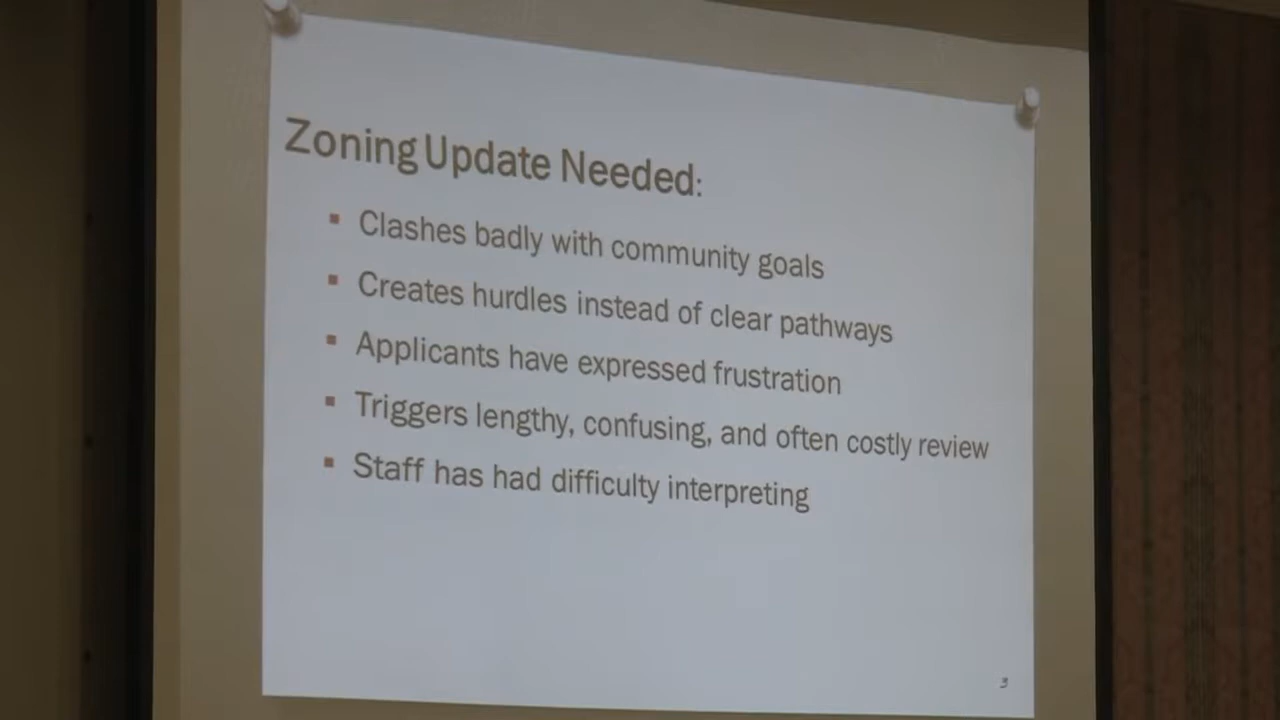 Zoning Update Needed:
▪ Clashes badly with community goals
▪ Creates hurdles instead of clear pathways
▪ Applicants have expressed frustration
▪ Triggers lengthy, confusing, and often costly review
▪ Staff has had difficulty interpreting
3